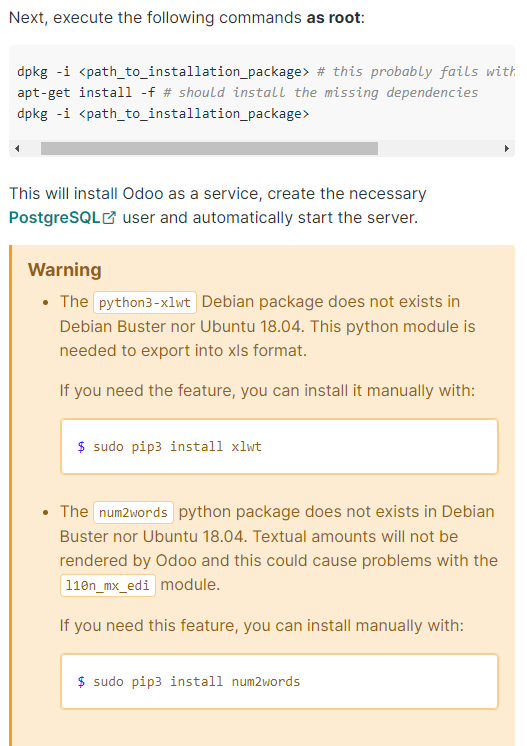 Next, execute the following commands as root:
dpkg -i <path_to_installation_package> # this probably fails with
apt-get install -f # should install the missing dependencies
dpkg -i <path_to_installation_package>
This will install Odoo as a service, create the necessary
PostgreSQL user and automatically start the server.
Warning
• The python3-xlwt Debian package does not exists in
Debian Buster nor Ubuntu 18.04. This python module is
needed to export into xls format.
If you need the feature, you can install it manually with:
$ sudo pip3 install xlwt
• The num2words python package does not exists in Debian
Buster nor Ubuntu 18.04. Textual amounts will not be
rendered by Odoo and this could cause problems with the
l10n_mx_edi module.
If you need this feature, you can install manually with:
$ sudo pip3 install num2words